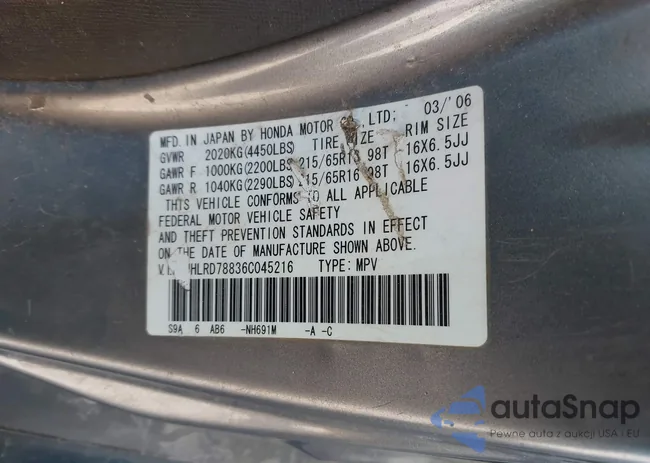 MFD. IN JAPAN BY HONDA MOTOR LTD: 03/'06
GVWR 2020KG(4450LBS) TIRE SIZE RIM SIZE
GAWR F 1000KG(2200LBS 215/65R16 98T 16X6.5JJ
GAWR R 1040KG(2290LBS) 215/65R16 98T 16X6.5JJ
THIS VEHICLE CONFORMS TO ALL APPLICABLE
FEDERAL MOTOR VEHICLE SAFETY
AND THEFT PREVENTION STANDARDS IN EFFECT
ON THE DATE OF MANUFACTURE SHOWN ABOVE.
HLRD78836C045216 TYPE: MPV
S9A 6 AB6 -NH691M -A -C
autaSnap
Pewne auta z aukcji USA i EU